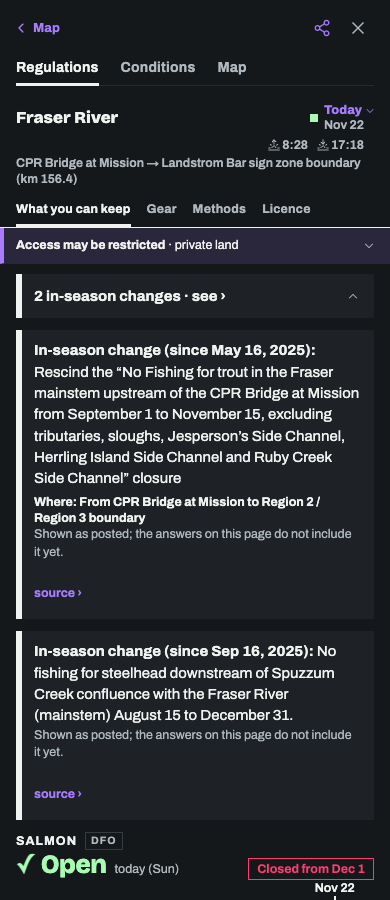 Map
Regulations Conditions Map
Fraser River
Today
Nov 22
8:28 17:18
CPR Bridge at Mission → Landstrom Bar sign zone boundary
(km 156.4)
What you can keep Gear Methods Licence
Access may be restricted · private land
2 in-season changes · see ›
In-season change (since May 16, 2025):
Rescind the “No Fishing for trout in the Fraser
mainstem upstream of the CPR Bridge at Mission
from September 1 to November 15, excluding
tributaries, sloughs, Jesperson’s Side Channel,
Herrling Island Side Channel and Ruby Creek
Side Channel” closure
Where: From CPR Bridge at Mission to Region 2 /
Region 3 boundary
Shown as posted; the answers on this page do not include
it yet.
source ›
In-season change (since Sep 16, 2025): No
fishing for steelhead downstream of Spuzzum
Creek confluence with the Fraser River
(mainstem) August 15 to December 31.
Shown as posted; the answers on this page do not include
it yet.
source ›
SALMON DFO
✓ Open today (Sun) Closed from Dec 1
Nov 22